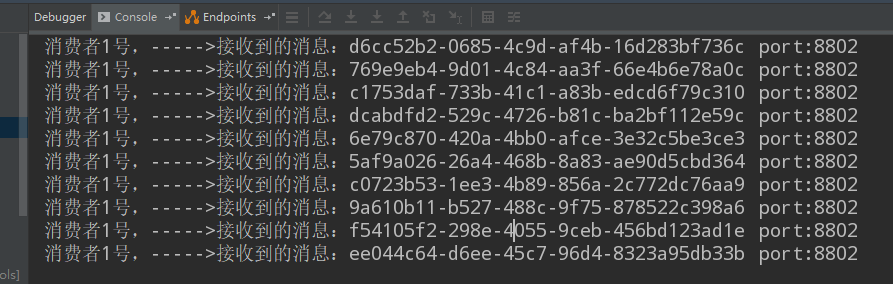 Debugger Console Endpoints
消费者1号，----->接收到的消息：d6cc52b2-0685-4c9d-af4b-16d283bf736c port:8802
消费者1号，----->接收到的消息：769e9eb4-9d01-4c84-aa3f-66e4b6e78a0c port:8802
消费者1号，----->接收到的消息：c1753daf-733b-41c1-a83b-edcd6f79c310 port:8802
消费者1号，----->接收到的消息：dcabdfd2-529c-4726-b81c-ba2bf112e59c port:8802
消费者1号，----->接收到的消息：6e79c870-420a-4bb0-afce-3e32c5be3ce3 port:8802
消费者1号，----->接收到的消息：5af9a026-26a4-468b-8a83-ae90d5cbd364 port:8802
消费者1号，----->接收到的消息：c0723b53-1ee3-4b89-856a-2c772dc76aa9 port:8802
消费者1号，----->接收到的消息：9a610b11-b527-488c-9f75-878522c398a6 port:8802
消费者1号，----->接收到的消息：f54105f2-298e-4055-9ceb-456bd123ad1e port:8802
消费者1号，----->接收到的消息：ee044c64-d6ee-45c7-96d4-8323a95db33b port:8802
ols]